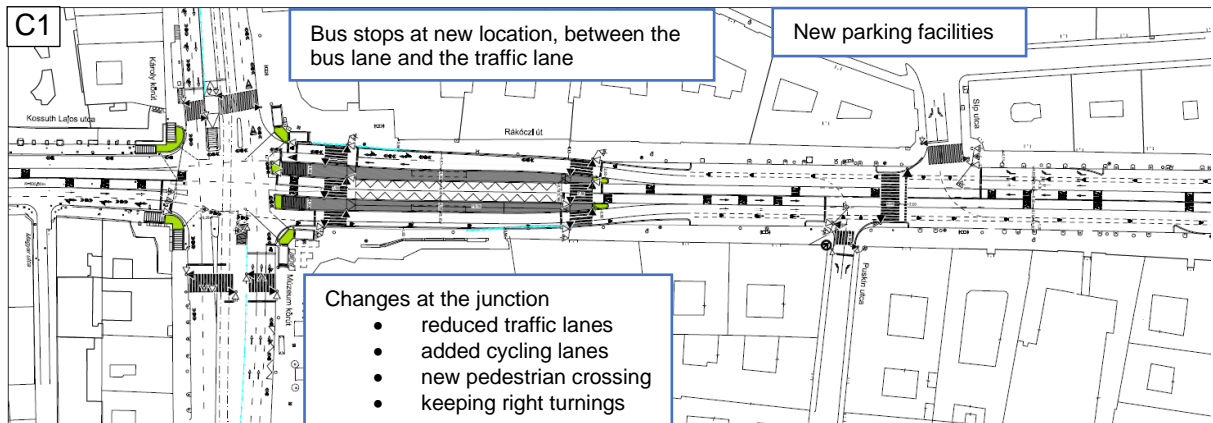 C1
Bus stops at new location, between the
bus lane and the traffic lane
New parking facilities
Károly körút
Kossuth Lajos utca
Rákóczi út
Síp utca
Magyar utca
Múzeum körút
Puskin utca
Changes at the junction
• reduced traffic lanes
• added cycling lanes
• new pedestrian crossing
• keeping right turnings